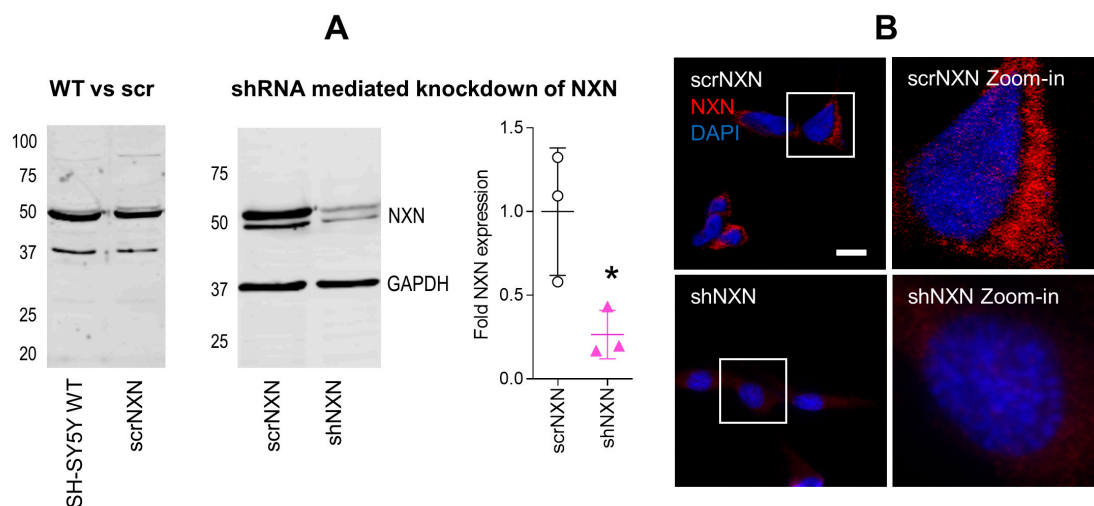 A
WT vs scr
100
75
50
37
25
20
SH-SY5Y WT
scrNXN
shRNA mediated knockdown of NXN
75
50
37
25
NXN
GAPDH
scrNXN
shNXN
Fold NXN expression
1.5
1.0
0.5
0.0
*
scrNXN
shNXN
B
scrNXN
NXN
DAPI
scrNXN Zoom-in
shNXN
shNXN Zoom-in